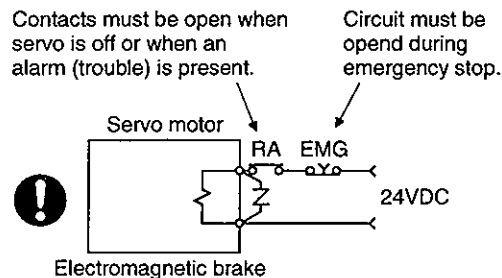 Contacts must be open when
servo is off or when an
alarm (trouble) is present.
Circuit must be
opend during
emergency stop.
Servo motor
RA EMG
24VDC
Electromagnetic brake